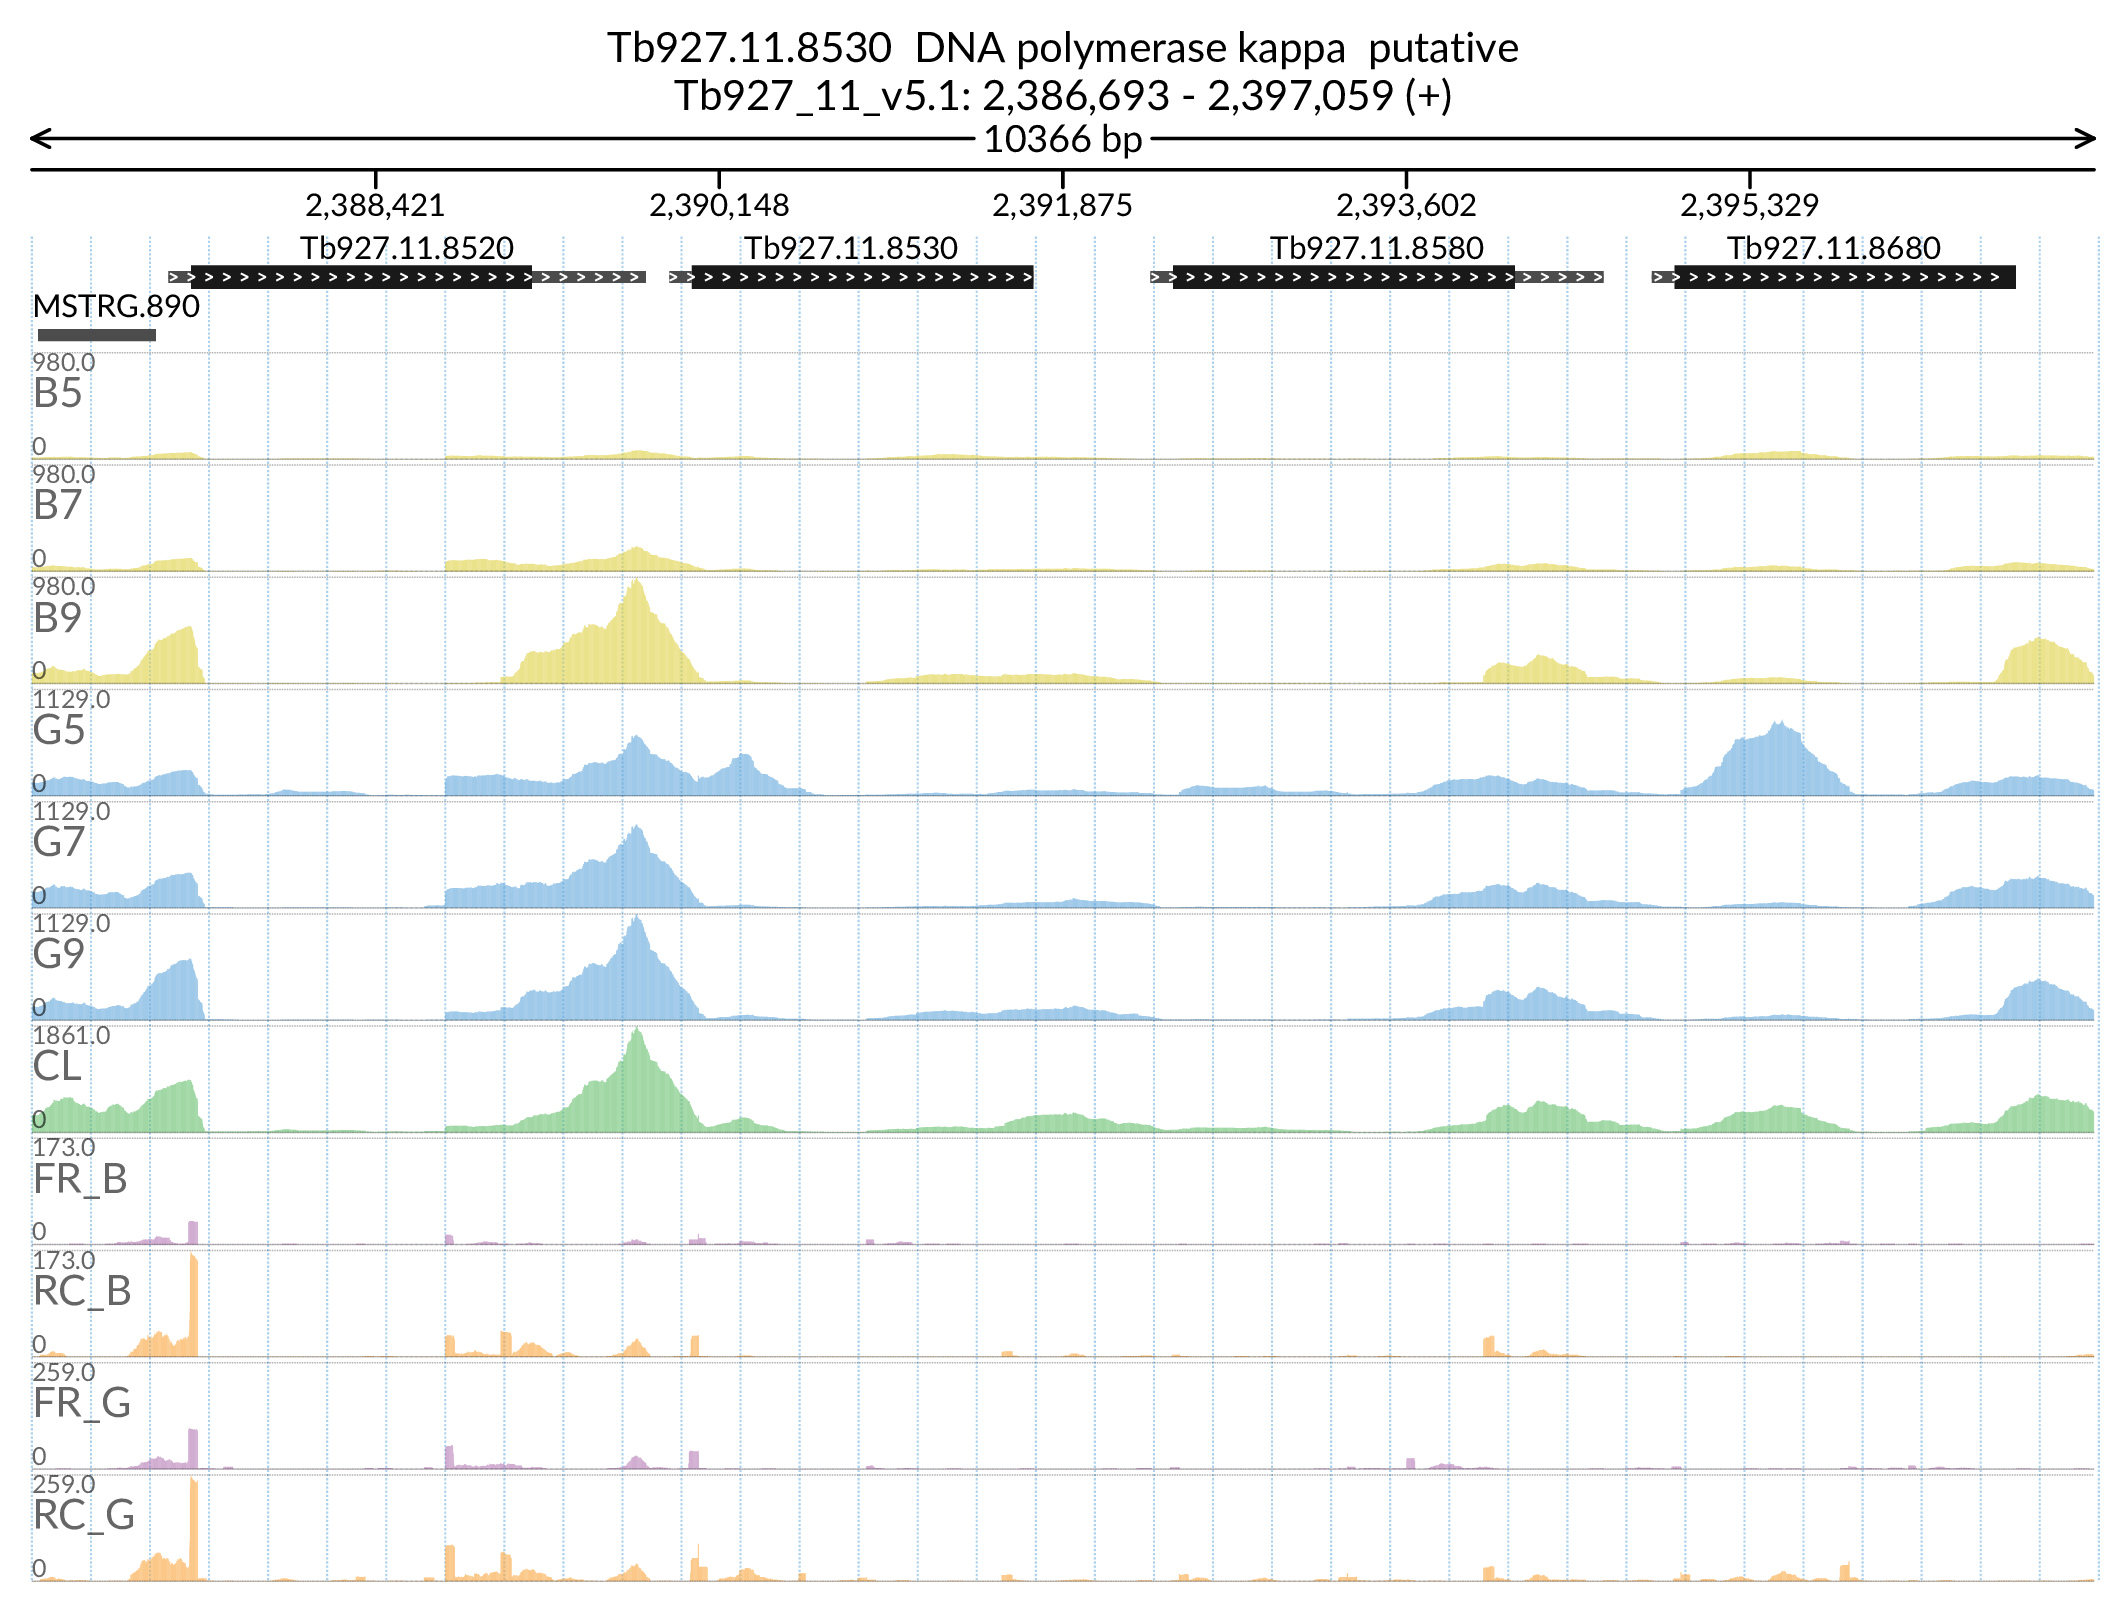 Tb927.11.8530  DNA polymerase kappa  putative
Tb927_11_v5.1: 2,386,693 - 2,397,059 (+)
10366 bp
2,388,421 2,390,148 2,391,875 2,393,602 2,395,329
Tb927.11.8520 Tb927.11.8530 Tb927.11.8580 Tb927.11.8680
MSTRG.890
980.0
B5
0
980.0
B7
0
980.0
B9
0
1129.0
G5
0
1129.0
G7
0
1129.0
G9
0
1861.0
CL
0
173.0
FR_B
0
173.0
RC_B
0
259.0
FR_G
0
259.0
RC_G
0